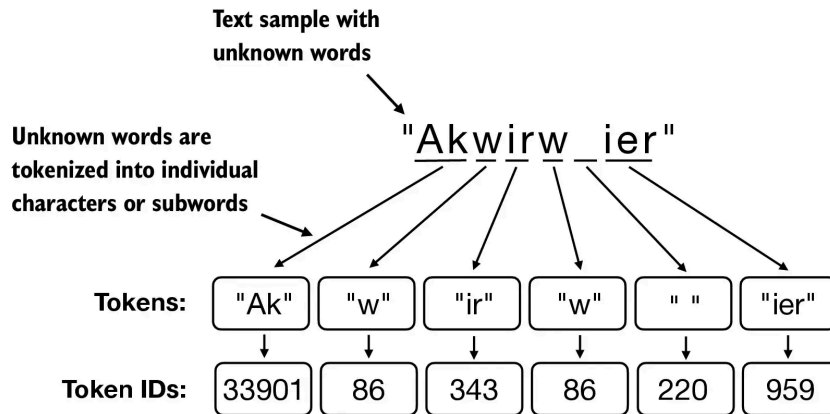 Text sample with
unknown words
"Akwirw ier"
Unknown words are
tokenized into individual
characters or subwords
Tokens: "Ak" "w" "ir" "w" " " "ier"
Token IDs: 33901 86 343 86 220 959